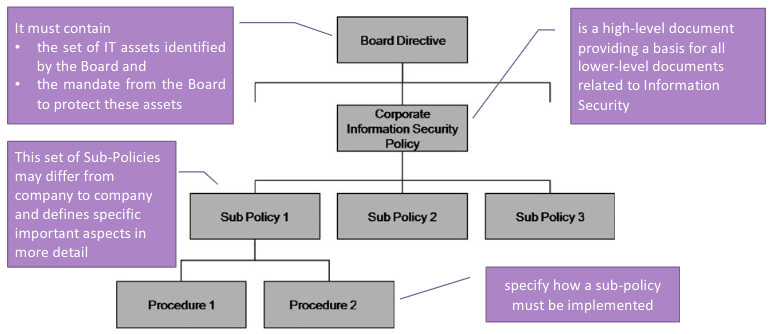 It must contain
• the set of IT assets identified
by the Board and
• the mandate from the Board
to protect these assets
Board Directive
is a high-level document
providing a basis for all
lower-level documents
related to Information
Security
Corporate
Information Security
Policy
This set of Sub-Policies
may differ from
company to company
and defines specific
important aspects in
more detail
Sub Policy 1
Sub Policy 2
Sub Policy 3
Procedure 1
Procedure 2
specify how a sub-policy
must be implemented